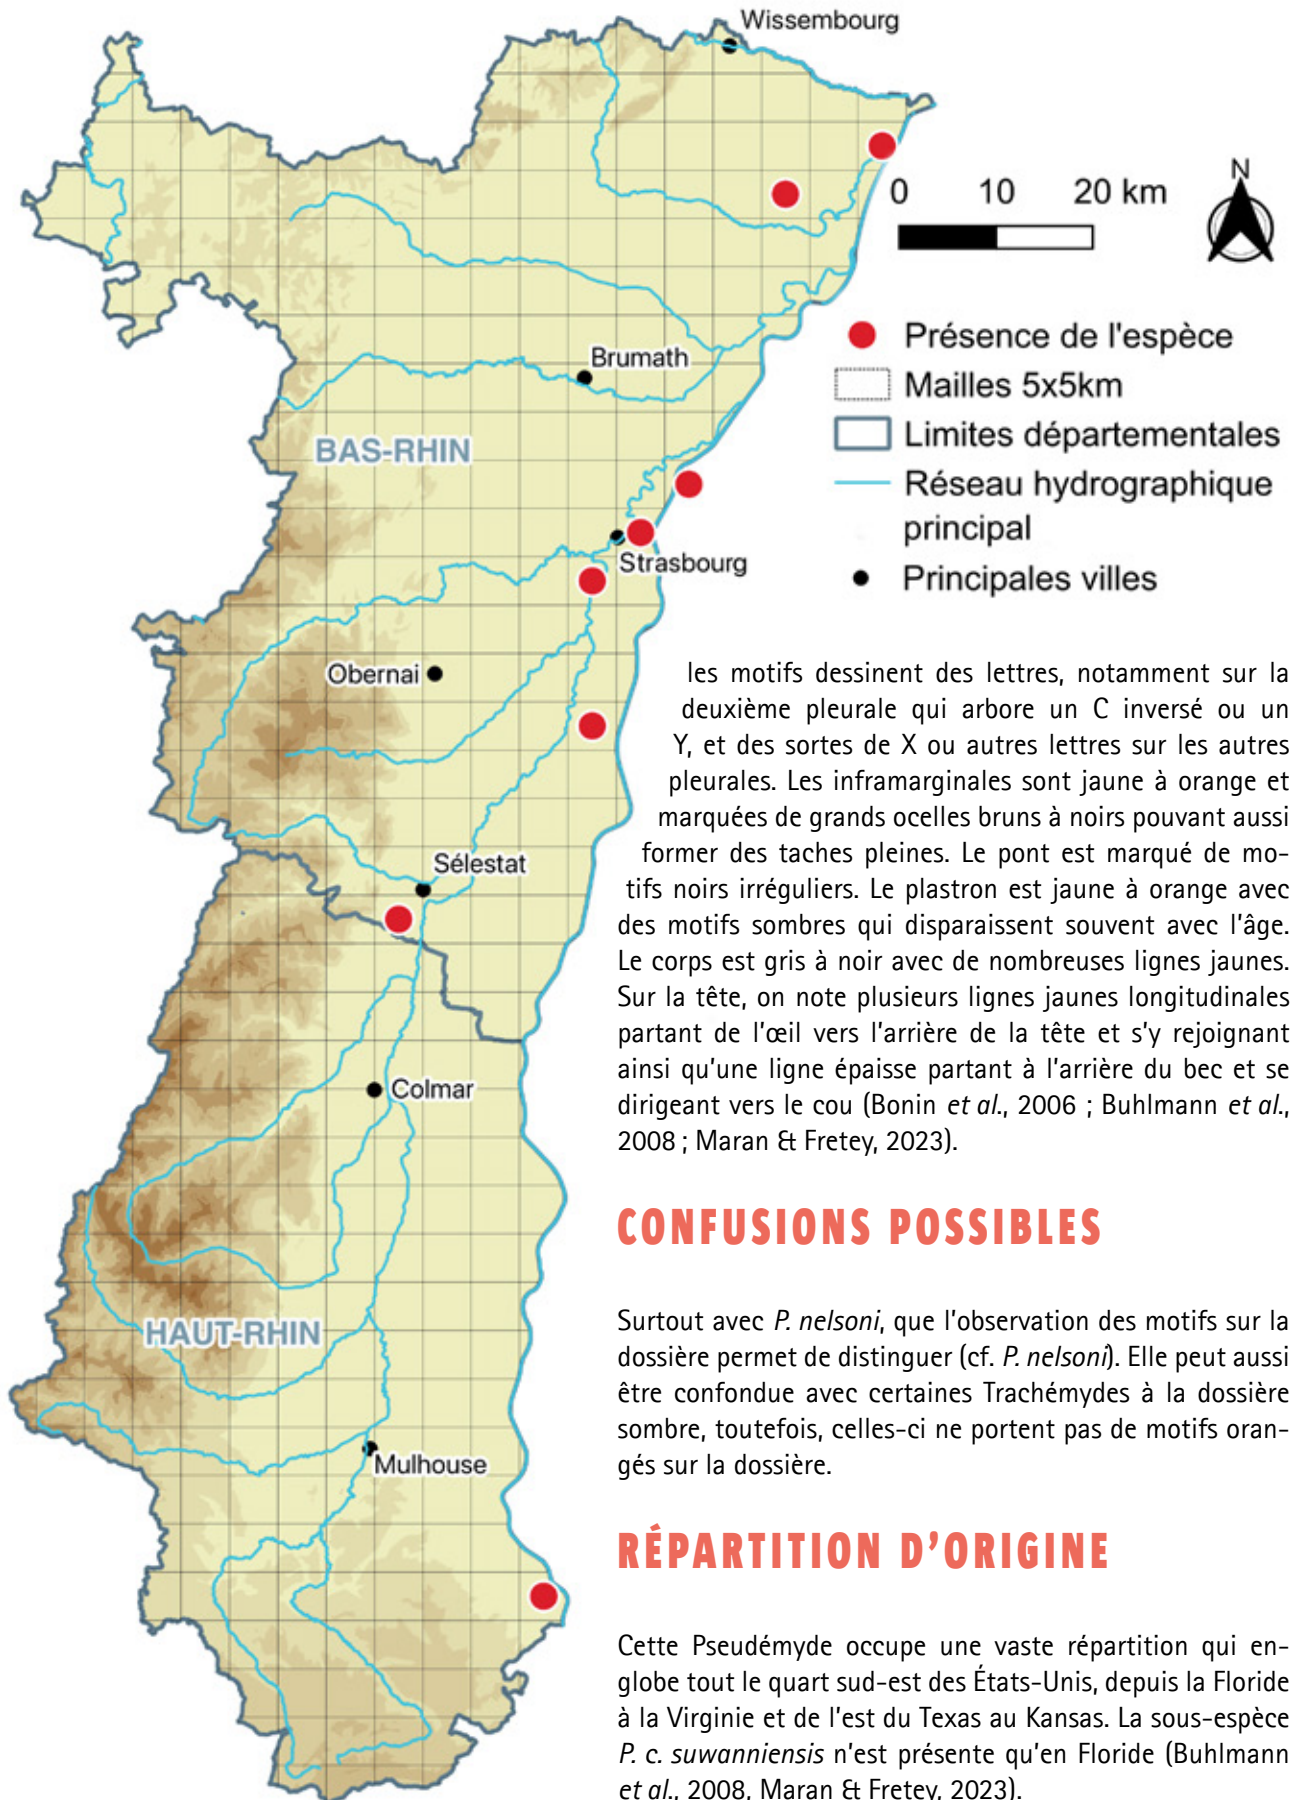 Wissembourg
N
0 10 20 km
Présence de l'espèce
Mailles 5x5km
Limites départementales
Réseau hydrographique
principal
Principales villes
Brumath
BAS-RHIN
Strasbourg
Obernai
Sélestat
Colmar
HAUT-RHIN
Mulhouse
les motifs dessinent des lettres, notamment sur la
deuxième pleurale qui arbore un C inversé ou un
Y, et des sortes de X ou autres lettres sur les autres
pleurales. Les inframarginales sont jaune à orange et
marquées de grands ocelles bruns à noirs pouvant aussi
former des taches pleines. Le pont est marqué de mo-
tifs noirs irréguliers. Le plastron est jaune à orange avec
des motifs sombres qui disparaissent souvent avec l'âge.
Le corps est gris à noir avec de nombreuses lignes jaunes.
Sur la tête, on note plusieurs lignes jaunes longitudinales
partant de l'œil vers l'arrière de la tête et s'y rejoignant
ainsi qu'une ligne épaisse partant à l'arrière du bec et se
dirigeant vers le cou (Bonin et al., 2006 ; Buhlmann et al.,
2008 ; Maran & Fretey, 2023).
CONFUSIONS POSSIBLES
Surtout avec P. nelsoni, que l'observation des motifs sur la
dossière permet de distinguer (cf. P. nelsoni). Elle peut aussi
être confondue avec certaines Trachémydes à la dossière
sombre, toutefois, celles-ci ne portent pas de motifs oran-
gés sur la dossière.
RÉPARTITION D'ORIGINE
Cette Pseudémyde occupe une vaste répartition qui en-
globe tout le quart sud-est des États-Unis, depuis la Floride
à la Virginie et de l'est du Texas au Kansas. La sous-espèce
P. c. suwanniensis n'est présente qu'en Floride (Buhlmann
et al., 2008, Maran & Fretey, 2023).